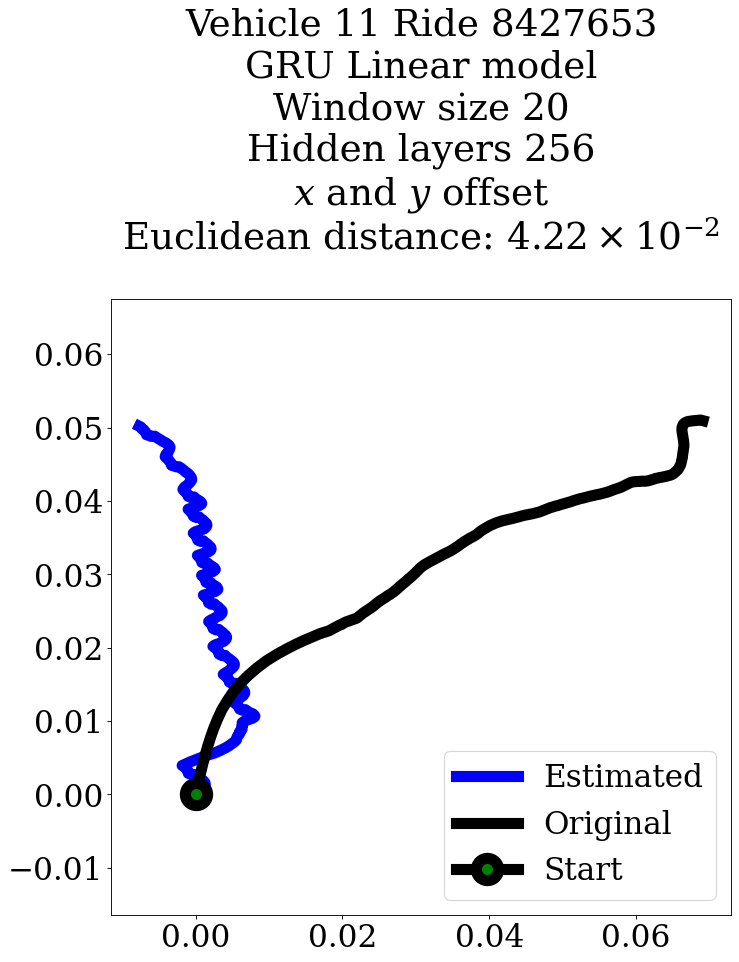 Vehicle 11 Ride 8427653
GRU Linear model
Window size 20
Hidden layers 256
x and y offset
Euclidean distance: 4.22 × 10⁻²
0.06
0.05
0.04
0.03
0.02
0.01
0.00
−0.01
Estimated
Original
Start
0.00 0.02 0.04 0.06